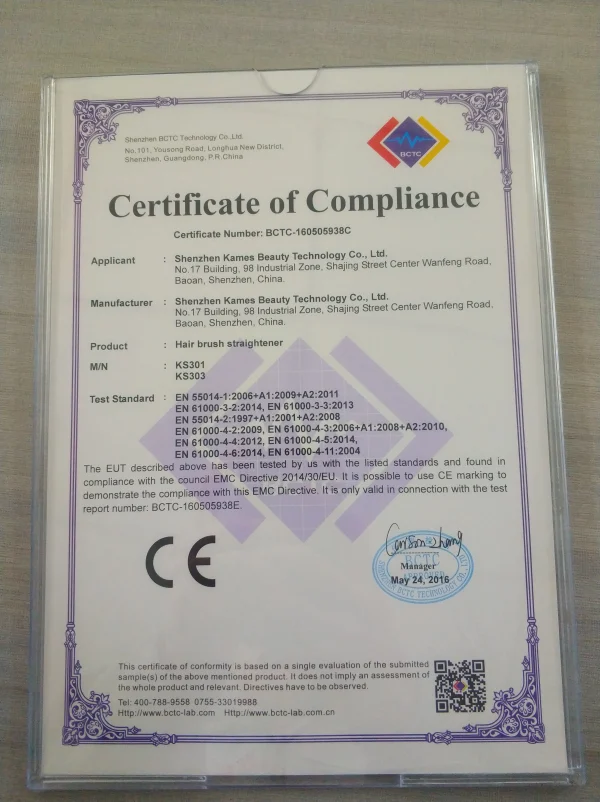 Shenzhen BCTC Technology Co.,Ltd.
No.101, Yousong Road, Longhua New District,
Shenzhen, Guangdong, P.R.China
BCTC
Certificate of Compliance
Certificate Number: BCTC-160505938C
Applicant : Shenzhen Kames Beauty Technology Co., Ltd.
No.17 Building, 98 Industrial Zone, Shajing Street Center Wanfeng Road,
Baoan, Shenzhen, China.
Manufacturer : Shenzhen Kames Beauty Technology Co., Ltd.
No.17 Building, 98 Industrial Zone, Shajing Street Center Wanfeng Road,
Baoan, Shenzhen, China.
Product : Hair brush straightener
M/N : KS301
KS303
Test Standard : EN 55014-1:2006+A1:2009+A2:2011
EN 61000-3-2:2014, EN 61000-3-3:2013
EN 55014-2:1997+A1:2001+A2:2008
EN 61000-4-2:2009, EN 61000-4-3:2006+A1:2008+A2:2010,
EN 61000-4-4:2012, EN 61000-4-5:2014,
EN 61000-4-6:2014, EN 61000-4-11:2004
The EUT described above has been tested by us with the listed standards and found in
compliance with the council EMC Directive 2014/30/EU. It is possible to use CE marking to
demonstrate the compliance with this EMC Directive. It is only valid in connection with the test
report number: BCTC-160505938E.
CE
BCTC
Manager
May 24, 2016
SHENZHEN BCTC TECHNOLOGY CO. LTD
This certificate of conformity is based on a single evaluation of the submitted
sample(s) of the above mentioned product. It does not imply an assessment of
the whole product and relevant. Directives have to be observed.
Tel: 400-788-9558 0755-33019988
Http://www.bctc-lab.com Http://www.bctc-lab.com.cn